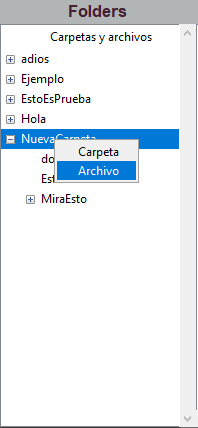 Folders
Carpetas y archivos
adios
Ejemplo
EstoEsPrueba
Hola
NuevaCarpeta
Carpeta
Archivo
MiraEsto